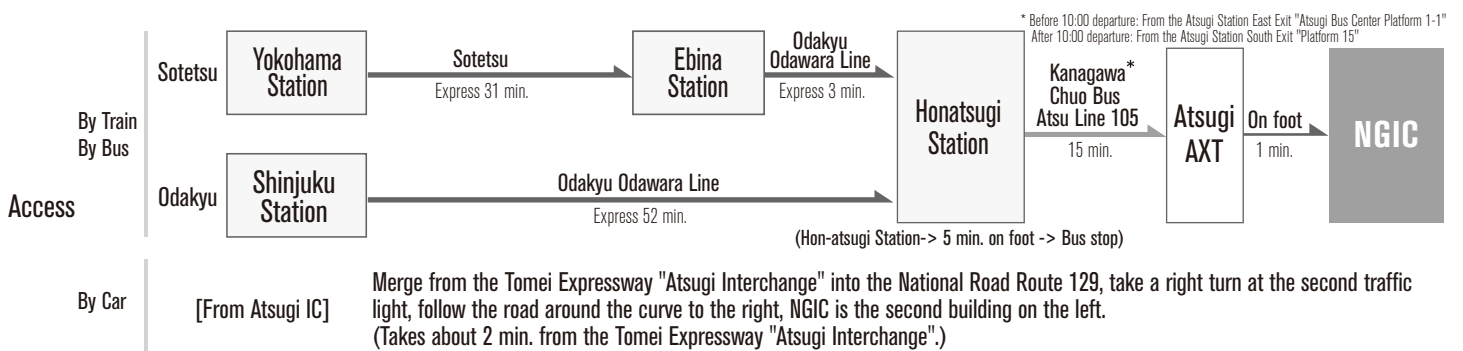 * Before 10:00 departure: From the Atsugi Station East Exit "Atsugi Bus Center Platform 1-1"
After 10:00 departure: From the Atsugi Station South Exit "Platform 15"
Access
By Train
By Bus
Sotetsu
Yokohama
Station
Sotetsu
Express 31 min.
Ebina
Station
Odakyu
Odawara Line
Express 3 min.
Odakyu
Shinjuku
Station
Odakyu Odawara Line
Express 52 min.
Honatsugi
Station
Kanagawa*
Chuo Bus
Atsu Line 105
15 min.
Atsugi
AXT
On foot
1 min.
NGIC
(Hon-atsugi Station-> 5 min. on foot -> Bus stop)
By Car
[From Atsugi IC]
Merge from the Tomei Expressway "Atsugi Interchange" into the National Road Route 129, take a right turn at the second traffic
light, follow the road around the curve to the right, NGIC is the second building on the left.
(Takes about 2 min. from the Tomei Expressway "Atsugi Interchange".)